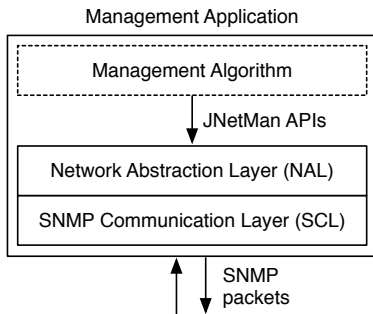 Management Application
Management Algorithm
JNetMan APIs
Network Abstraction Layer (NAL)
SNMP Communication Layer (SCL)
SNMP
packets